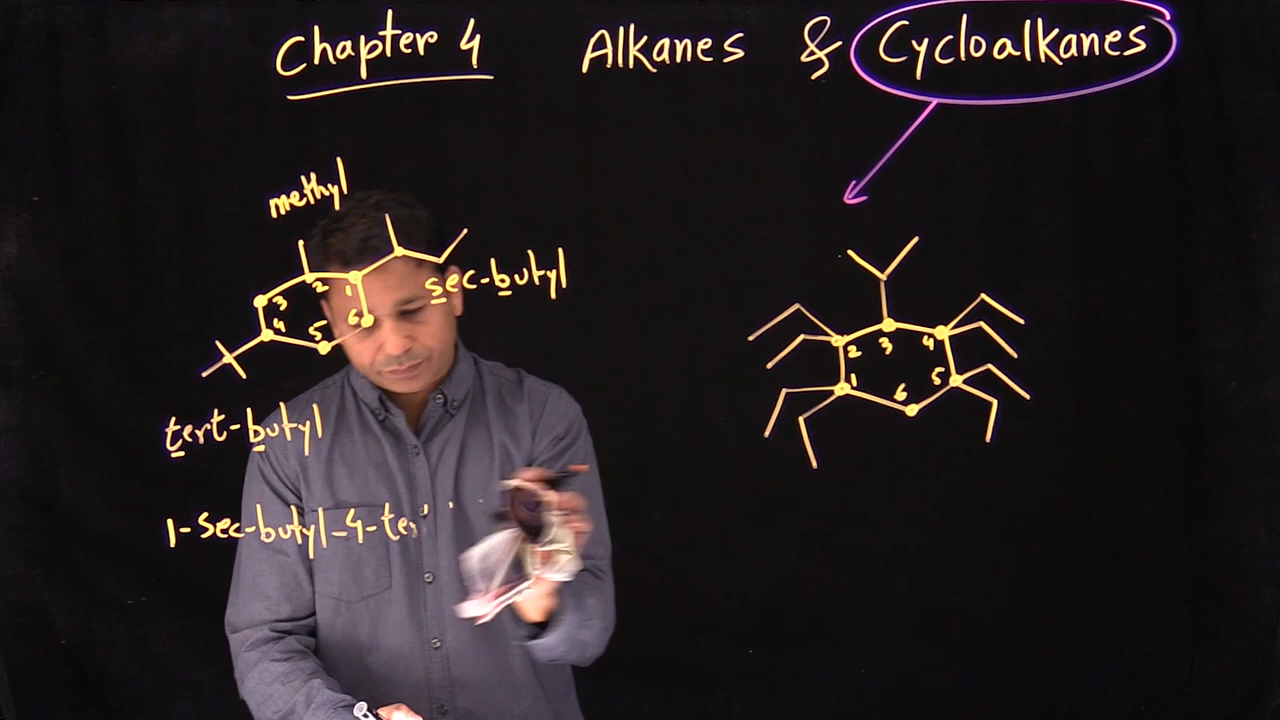 Chapter 4 Alkanes & Cycloalkanes
methyl
sec-butyl
1
2
3
4
5
6
tert-butyl
1-sec-butyl-4-ter
1
2
3
4
5
6